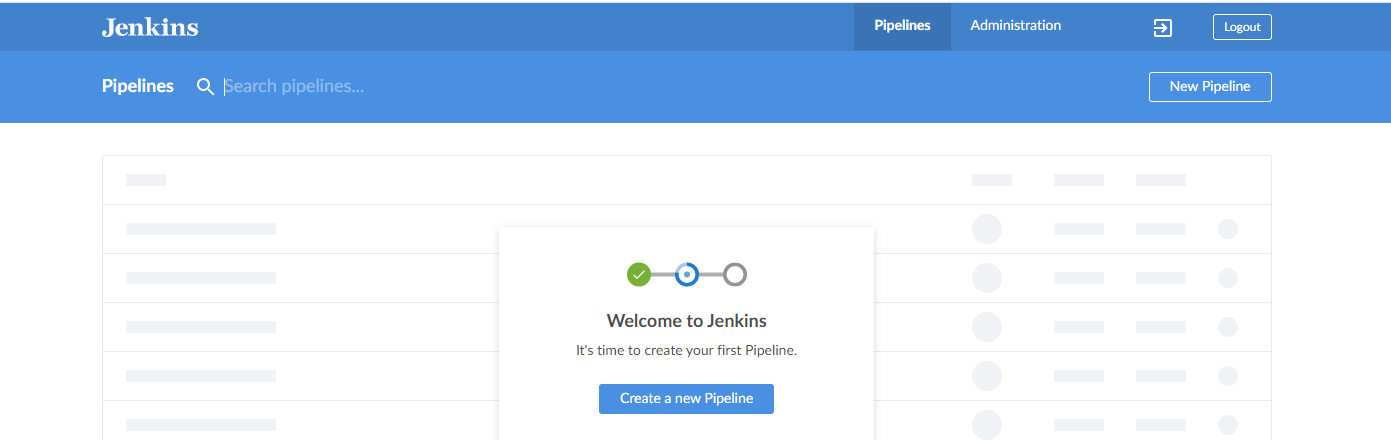 Jenkins
Pipelines Administration Logout
Pipelines Search pipelines... New Pipeline
Welcome to Jenkins
It's time to create your first Pipeline.
Create a new Pipeline